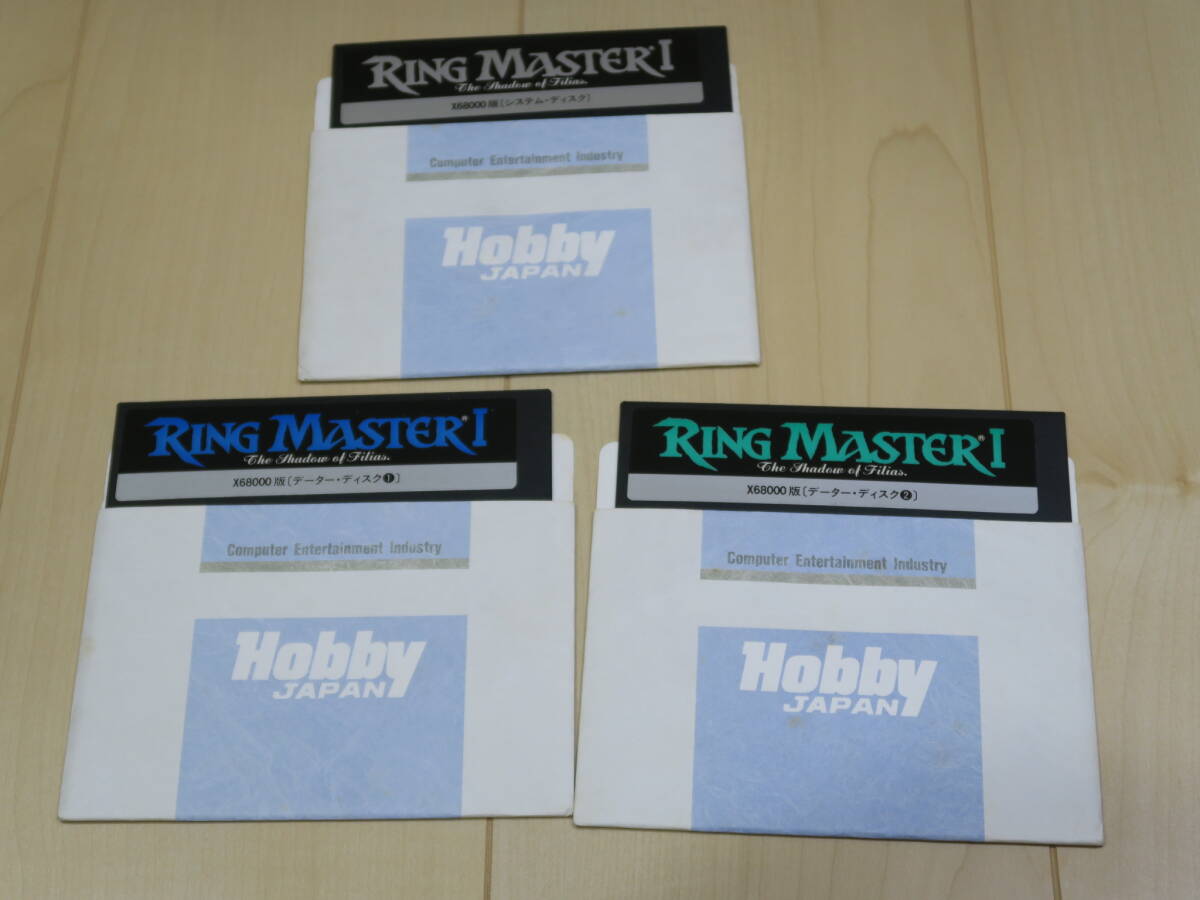 RING MASTER® I
The Shadow of Filias.
X68000 版〔システム・ディスク〕
Computer Entertainment Industry
Hobby
JAPAN
RING MASTER® I
The Shadow of Filias.
X68000 版〔データー・ディスク❶〕
Computer Entertainment Industry
Hobby
JAPAN
RING MASTER® I
The Shadow of Filias.
X68000 版〔データー・ディスク❷〕
Computer Entertainment Industry
Hobby
JAPAN